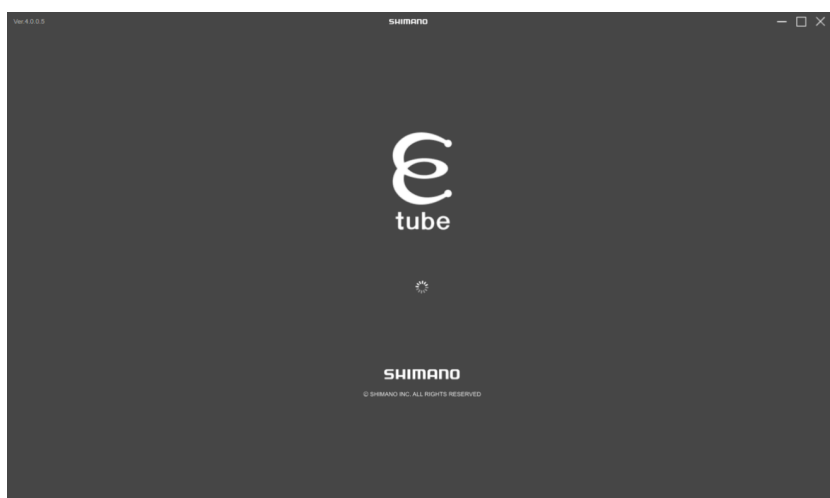 Ver.4.0.0.5
SHIMANO
tube
SHIMANO
© SHIMANO INC. ALL RIGHTS RESERVED